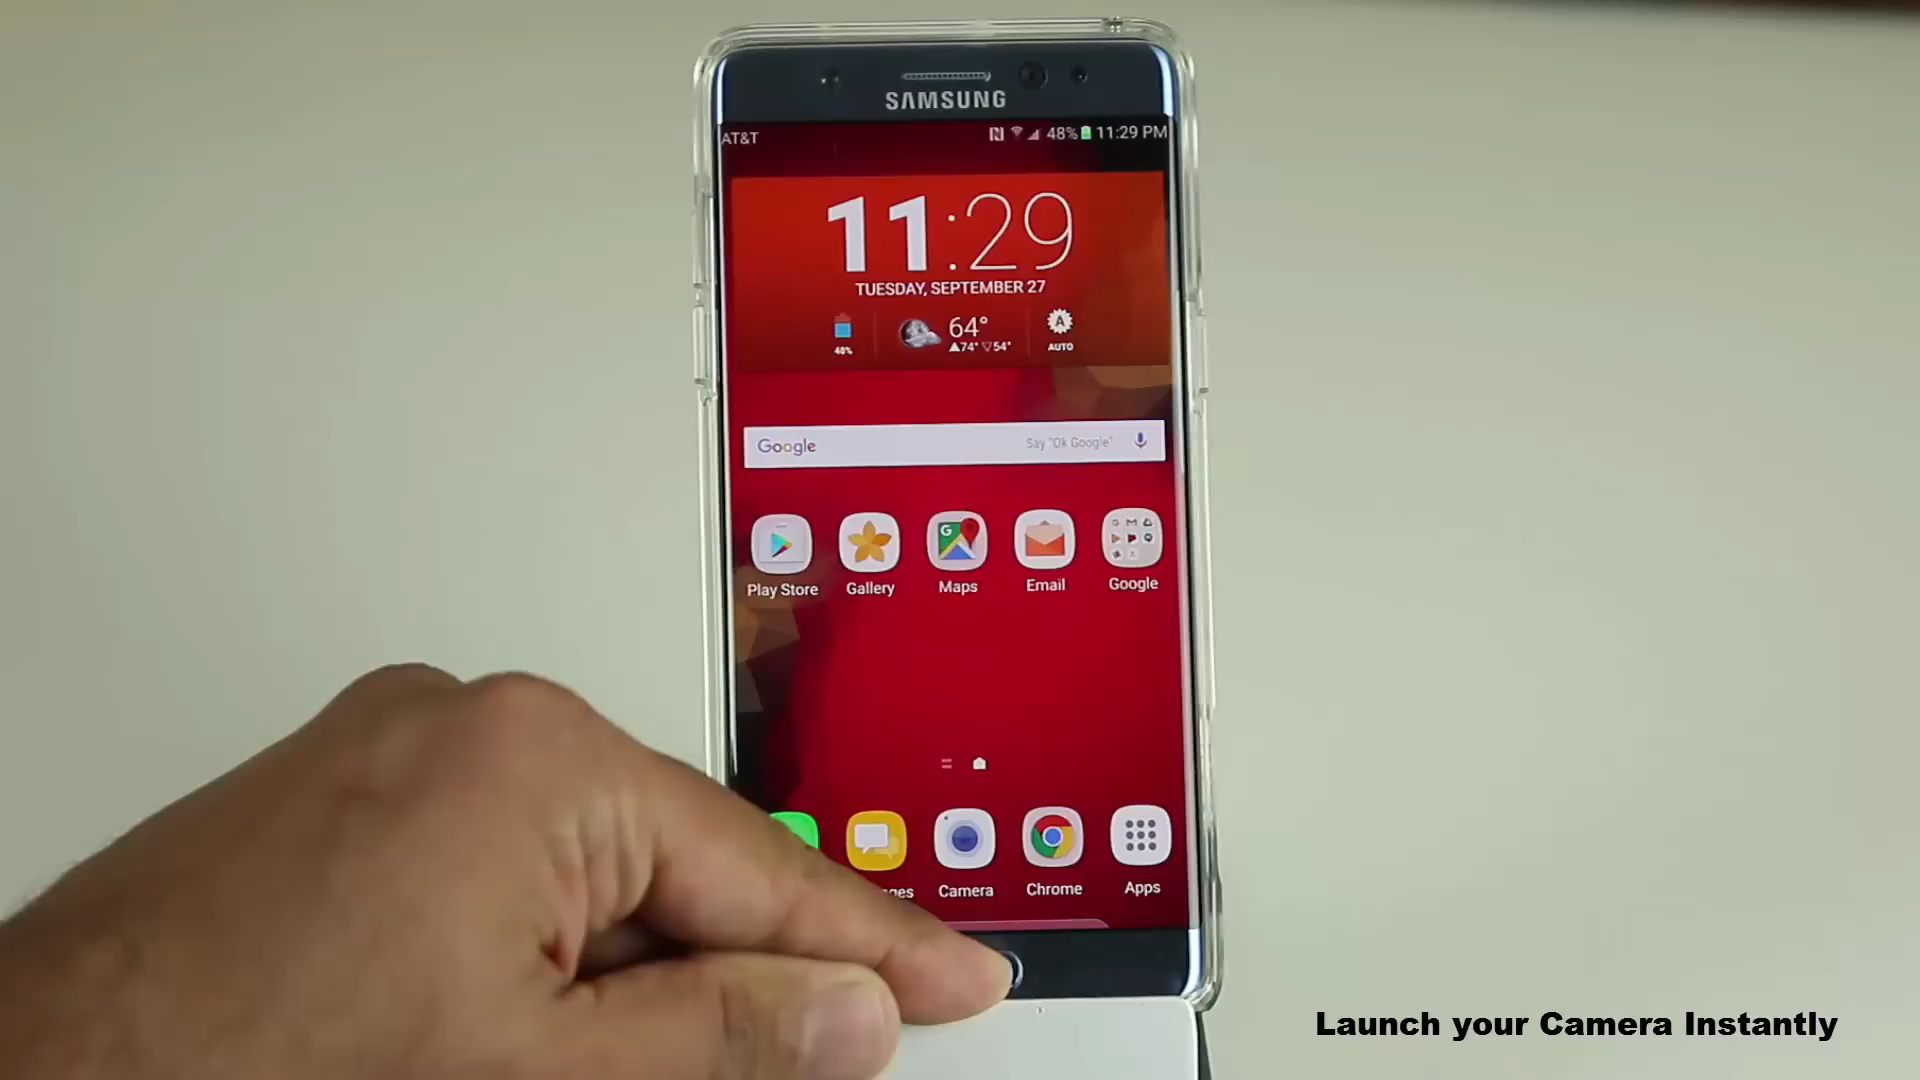 SAMSUNG
AT&T
48% 11:29 PM
11:29
TUESDAY, SEPTEMBER 27
48%
64°
74° 54°
A
AUTO
Google Say "Ok Google"
Play Store Gallery Maps Email Google
Camera Chrome Apps
Launch your Camera Instantly